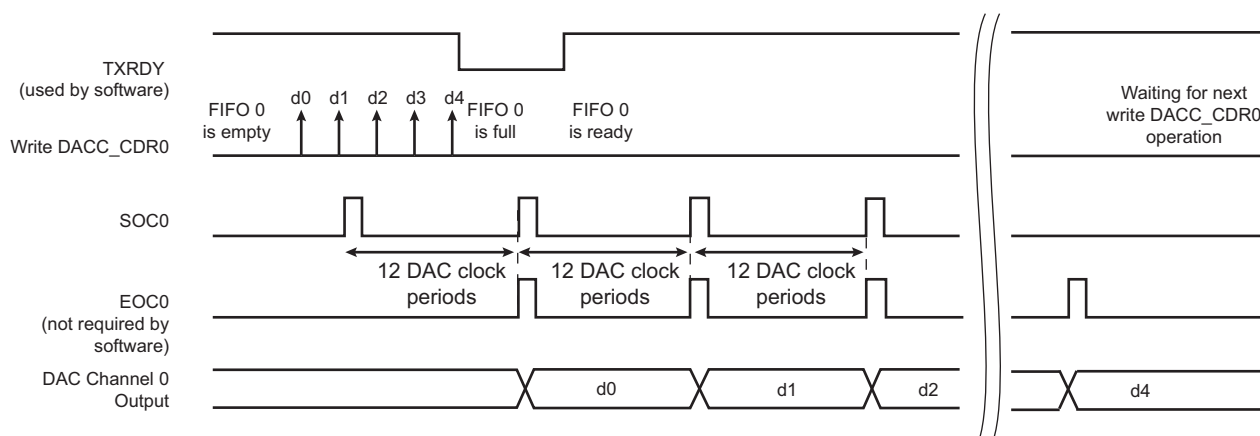 TXRDY
(used by software)
FIFO 0
is empty
d0
d1
d2
d3
d4
FIFO 0
is full
FIFO 0
is ready
Waiting for next
write DACC_CDR0
operation
Write DACC_CDR0
SOC0
12 DAC clock
periods
12 DAC clock
periods
12 DAC clock
periods
EOC0
(not required by
software)
DAC Channel 0
Output
d0
d1
d2
d4